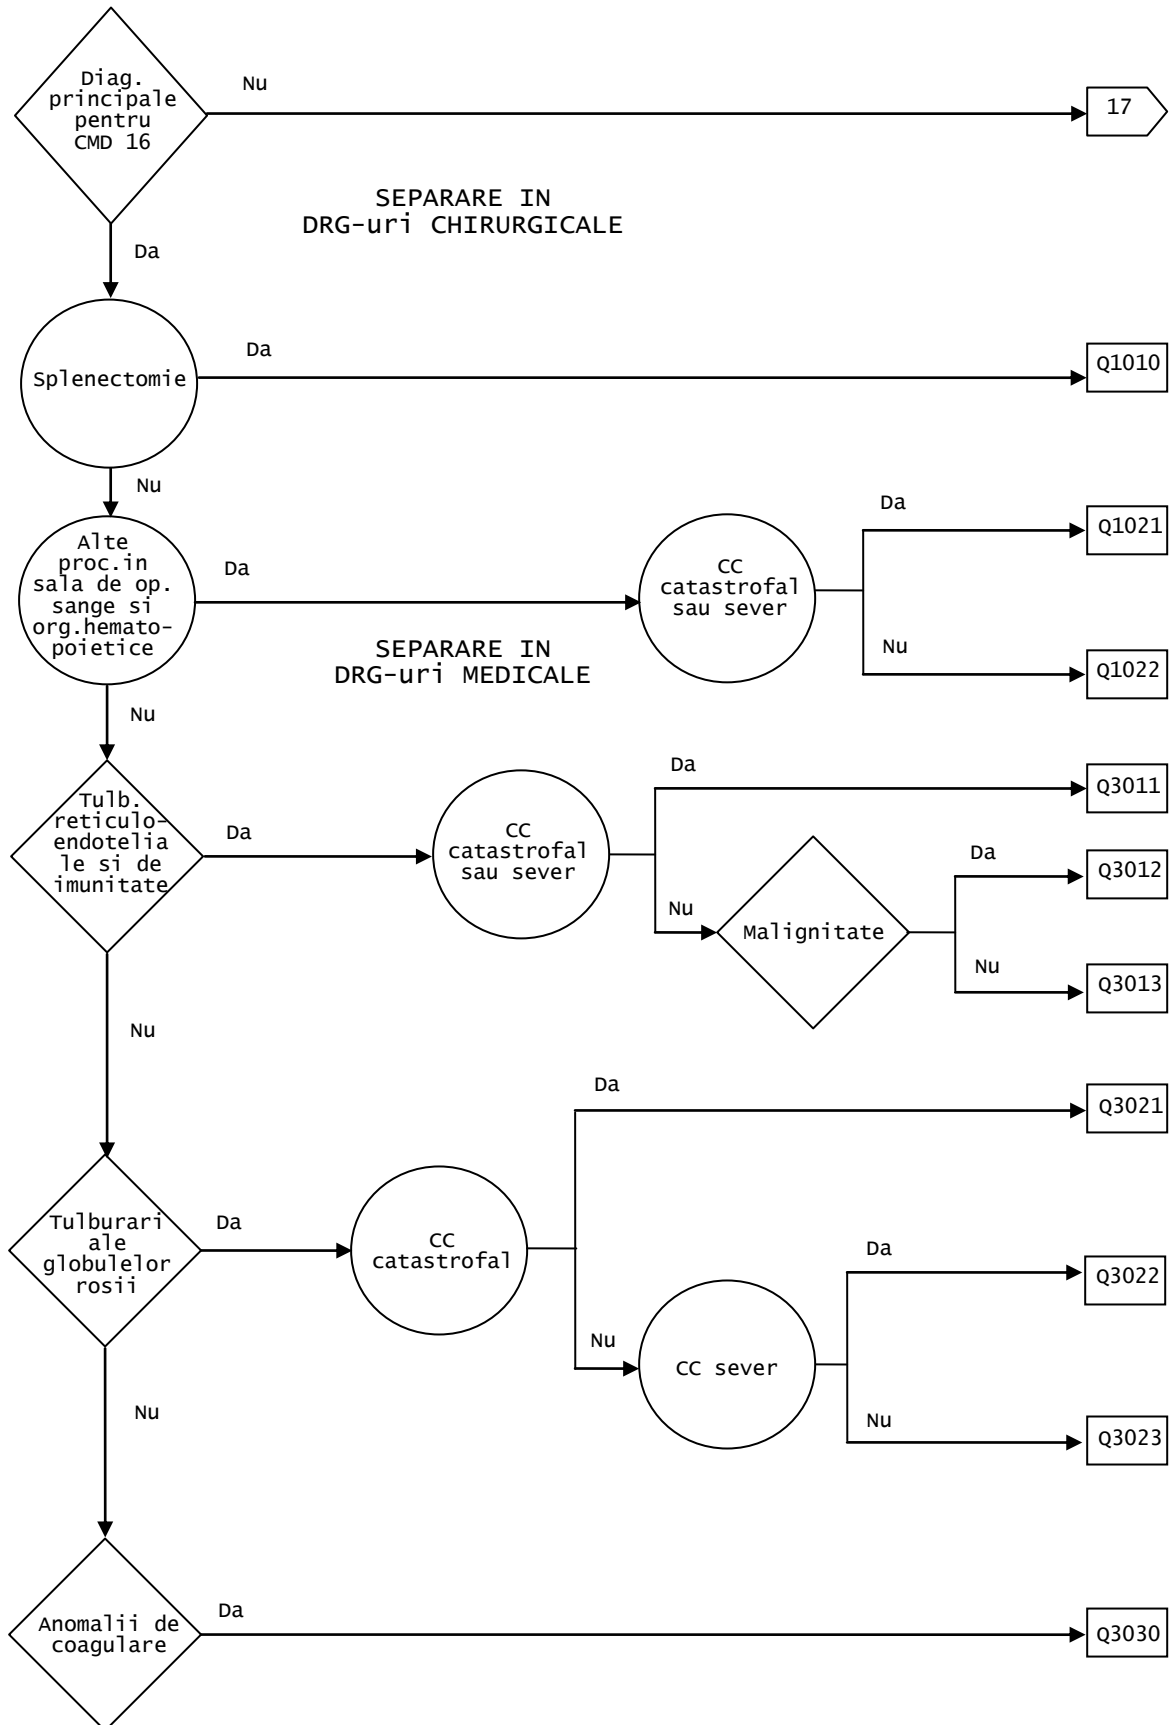 Diag.
principale
pentru
CMD 16
Nu
17
SEPARARE IN
DRG-uri CHIRURGICALE
Da
Splenectomie
Da
Q1010
Nu
Alte
proc.in
sala de op.
sange si
org.hemato-
poietice
Da
CC
catastrofal
sau sever
Da
Q1021
Nu
Q1022
SEPARARE IN
DRG-uri MEDICALE
Nu
Tulb.
reticulo-
endotelia
le si de
imunitate
Da
CC
catastrofal
sau sever
Da
Q3011
Nu
Malignitate
Da
Q3012
Nu
Q3013
Nu
Tulburari
ale
globulelor
rosii
Da
CC
catastrofal
Da
Q3021
Nu
CC sever
Da
Q3022
Nu
Q3023
Nu
Anomalii de
coagulare
Da
Q3030